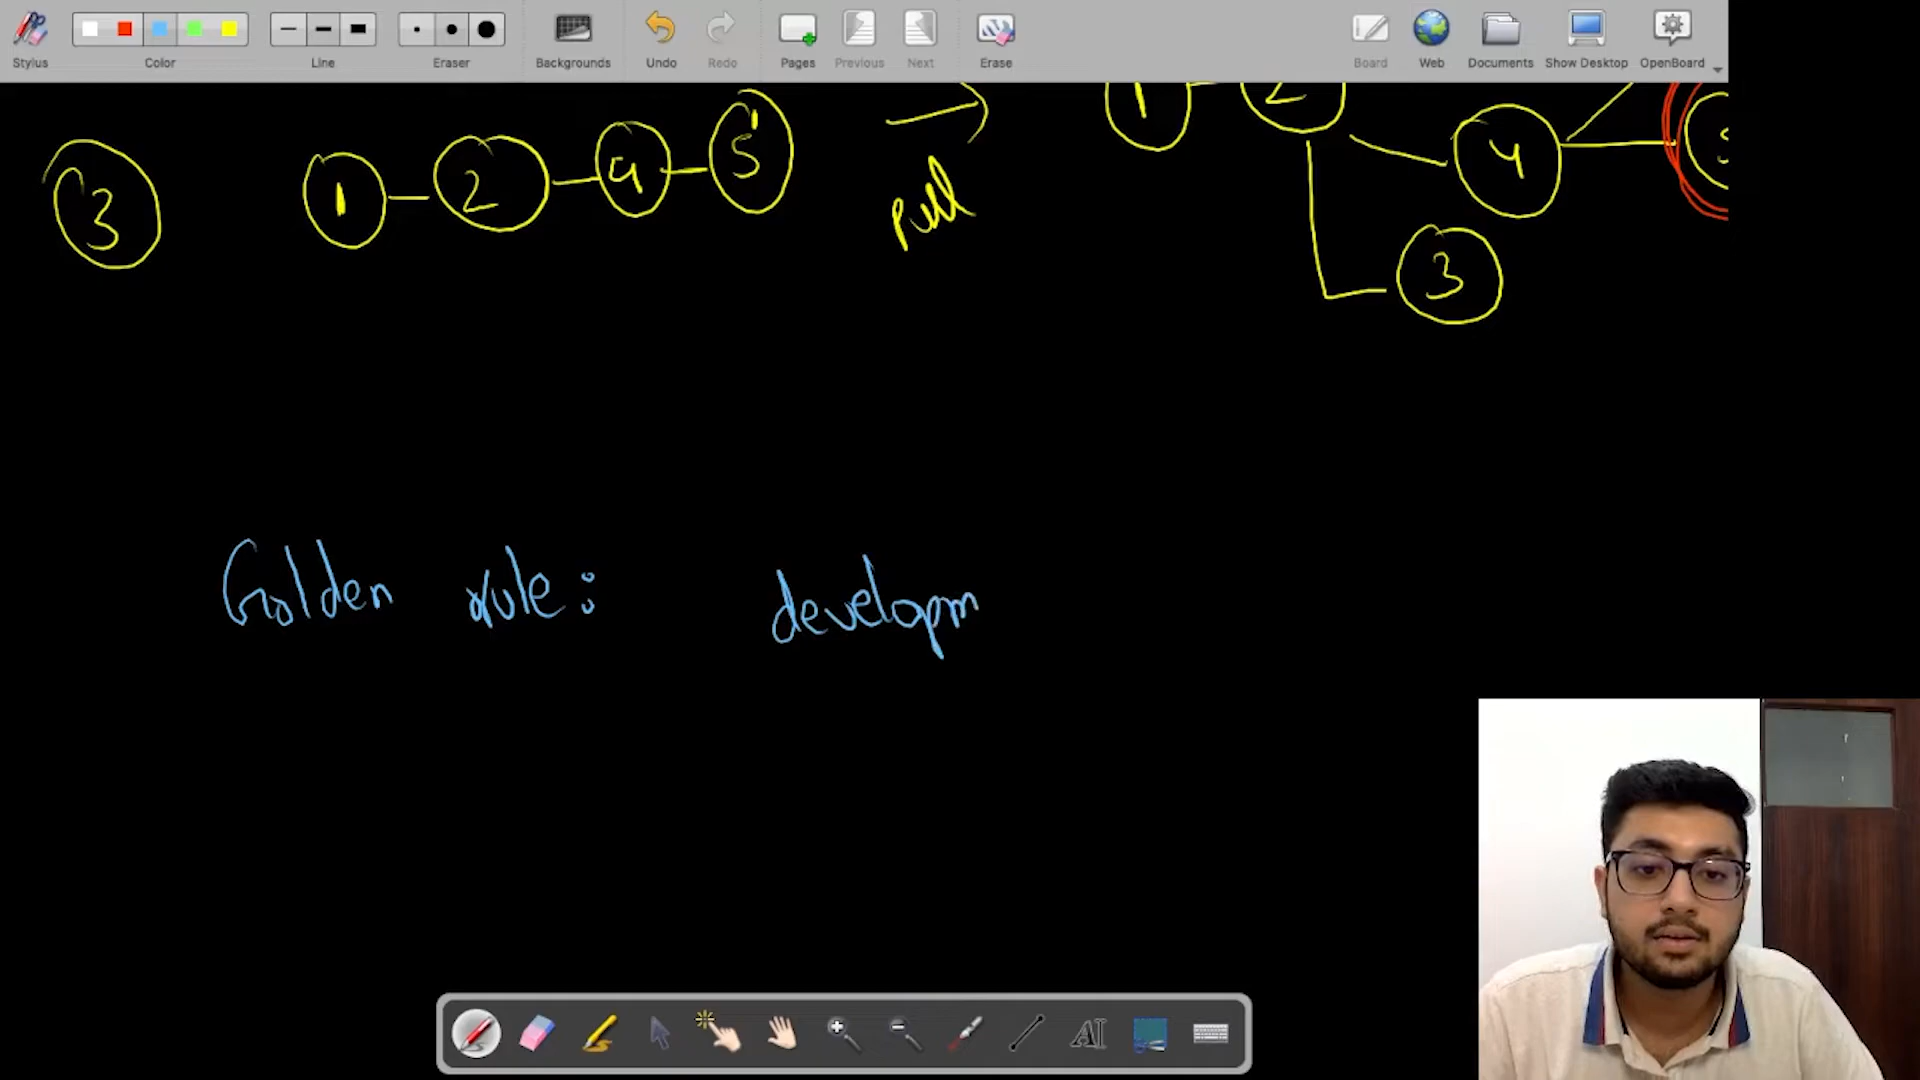 Stylus Color Line Eraser Backgrounds Undo Redo Pages Previous Next Erase Board Web Documents Show Desktop OpenBoard
3 1 2 4 5' Pull 1 2 4
3
Golden rule: developm